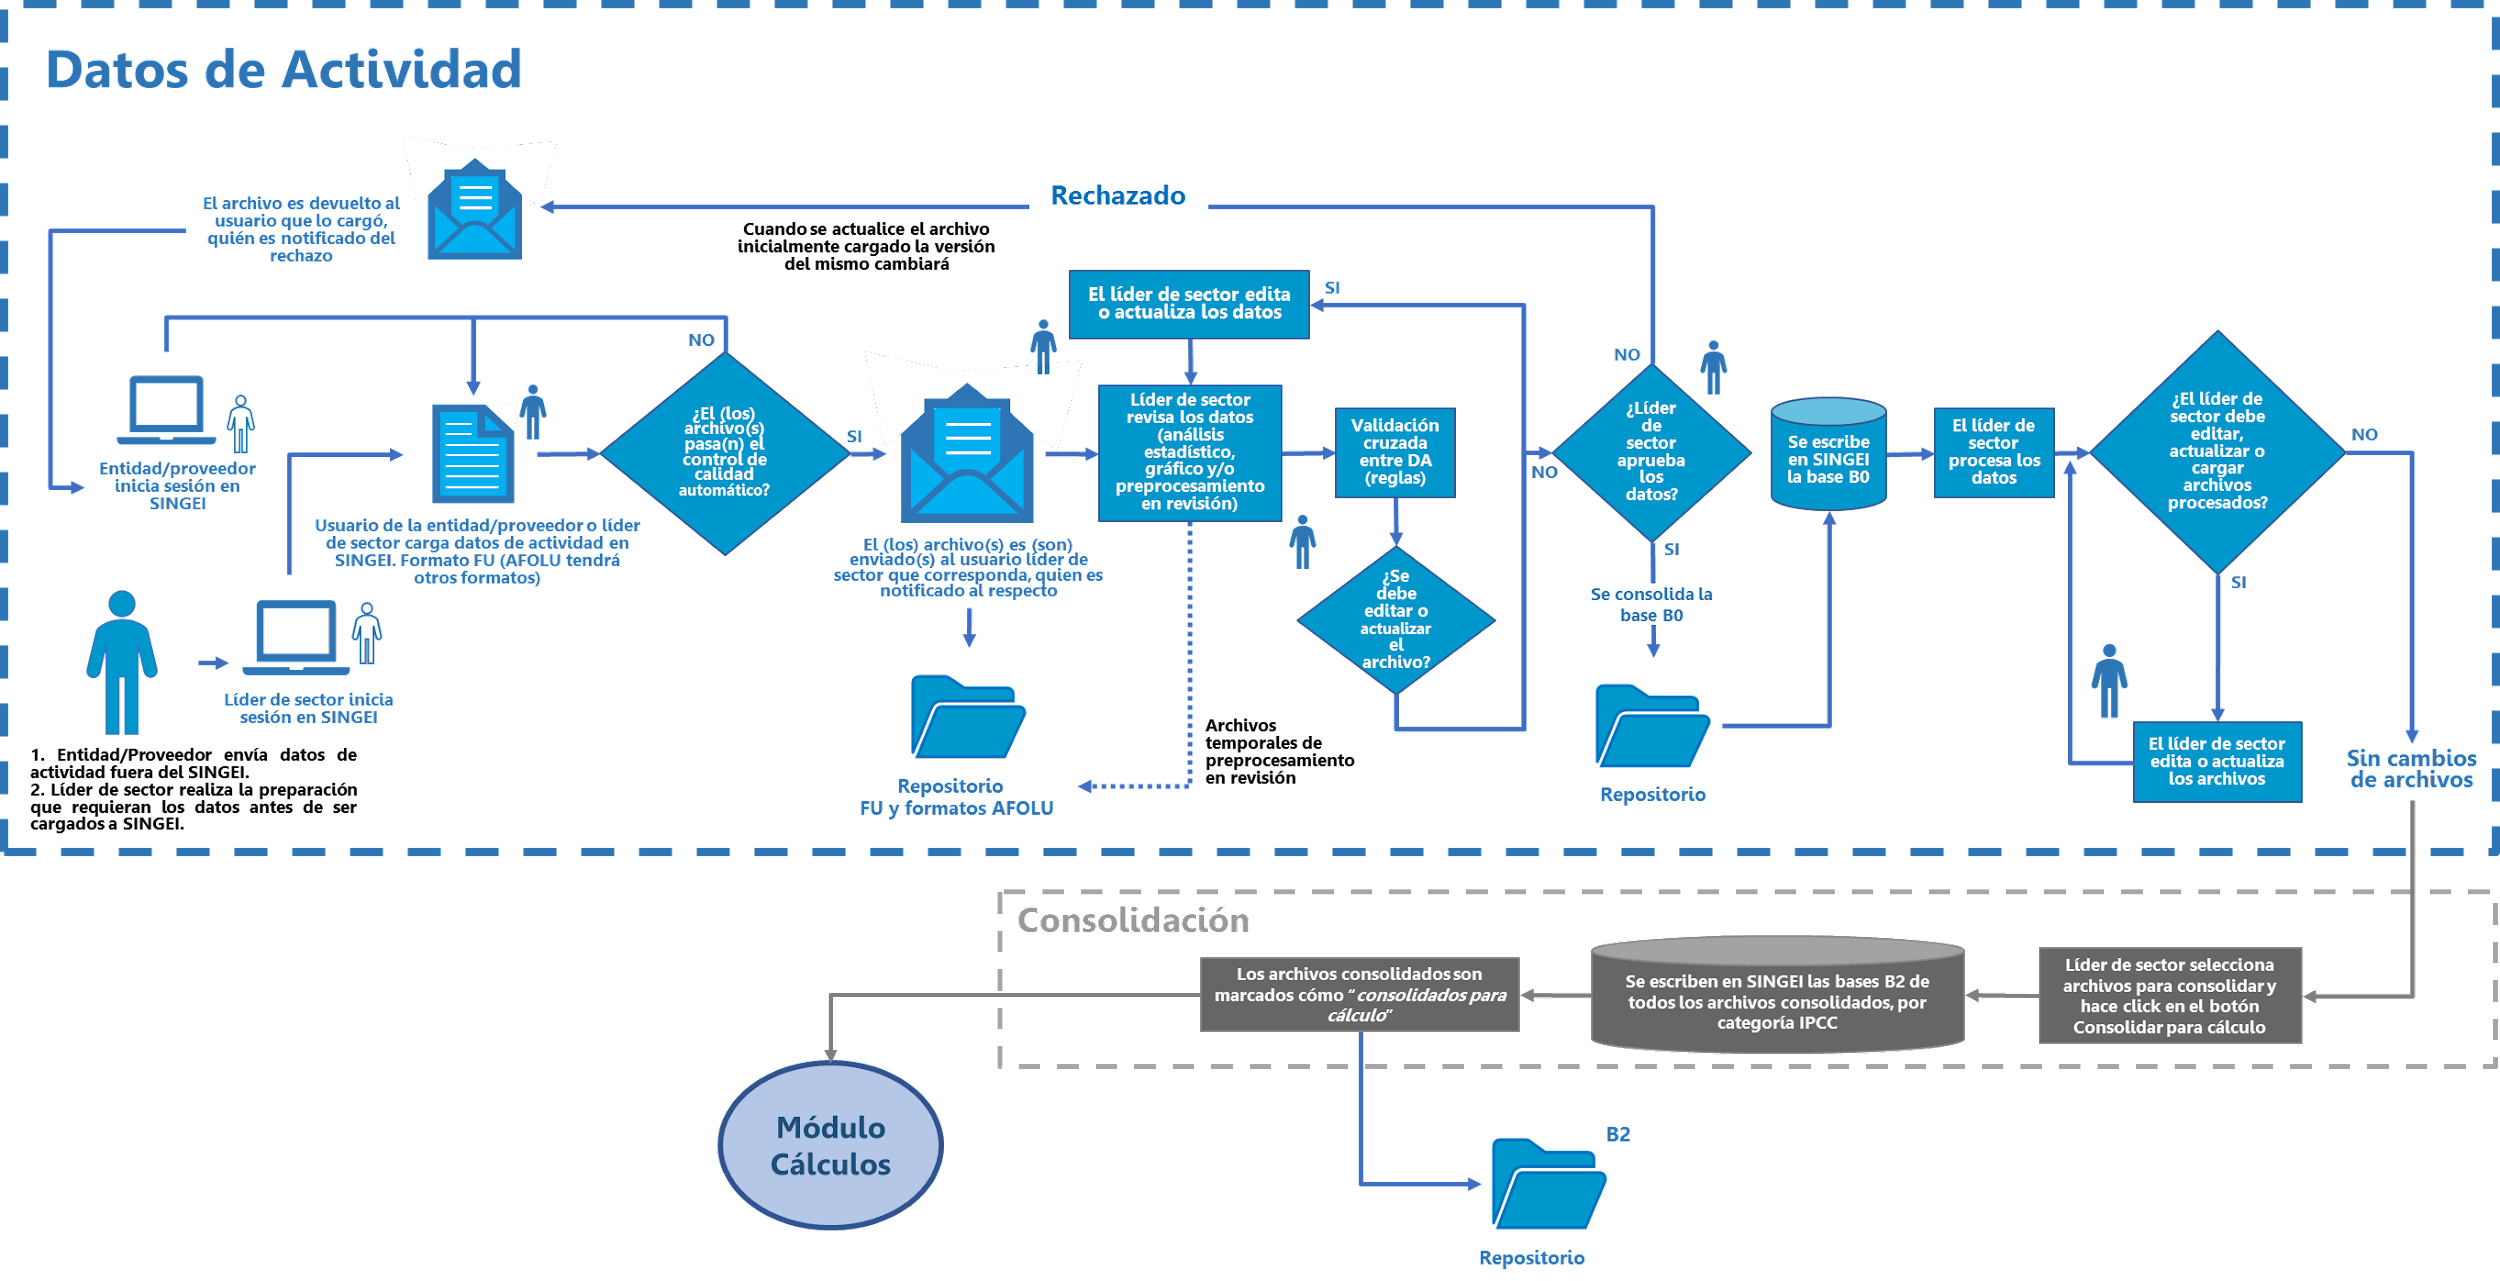 Datos de Actividad
El archivo es devuelto al
usuario que lo cargó,
quién es notificado del
rechazo
Rechazado
Cuando se actualice el archivo
inicialmente cargado la versión
del mismo cambiará
El líder de sector edita
o actualiza los datos
SI
NO
¿El (los)
archivo(s)
pasa(n) el
control de
calidad
automático?
SI
Entidad/proveedor
inicia sesión en
SINGEI
Usuario de la entidad/proveedor o líder
de sector carga datos de actividad en
SINGEI. Formato FU (AFOLU tendrá
otros formatos)
El (los) archivo(s) es (son)
enviado(s) al usuario líder de
sector que corresponda, quien es
notificado al respecto
Líder de sector
revisa los datos
(análisis
estadístico,
gráfico y/o
preprocesamiento
en revisión)
Validación
cruzada
entre DA
(reglas)
¿Se
debe
editar o
actualizar
el
archivo?
NO
NO
¿Líder
de
sector
aprueba
los
datos?
SI
Se consolida la
base B0
Repositorio
Se escribe
en SINGEI
la base B0
El líder de
sector
procesa los
datos
¿El líder de
sector debe
editar,
actualizar o
cargar
archivos
procesados?
NO
SI
El líder de sector
edita o actualiza
los archivos
Sin cambios
de archivos
Líder de sector inicia
sesión en SINGEI
1. Entidad/Proveedor envía datos de
actividad fuera del SINGEI.
2. Líder de sector realiza la preparación
que requieran los datos antes de ser
cargados a SINGEI.
Repositorio
FU y formatos AFOLU
Archivos
temporales de
preprocesamiento
en revisión
Consolidación
Líder de sector selecciona
archivos para consolidar y
hace click en el botón
Consolidar para cálculo
Se escriben en SINGEI las bases B2 de
todos los archivos consolidados, por
categoría IPCC
Los archivos consolidados son
marcados cómo “consolidados para
cálculo”
Módulo
Cálculos
B2
Repositorio